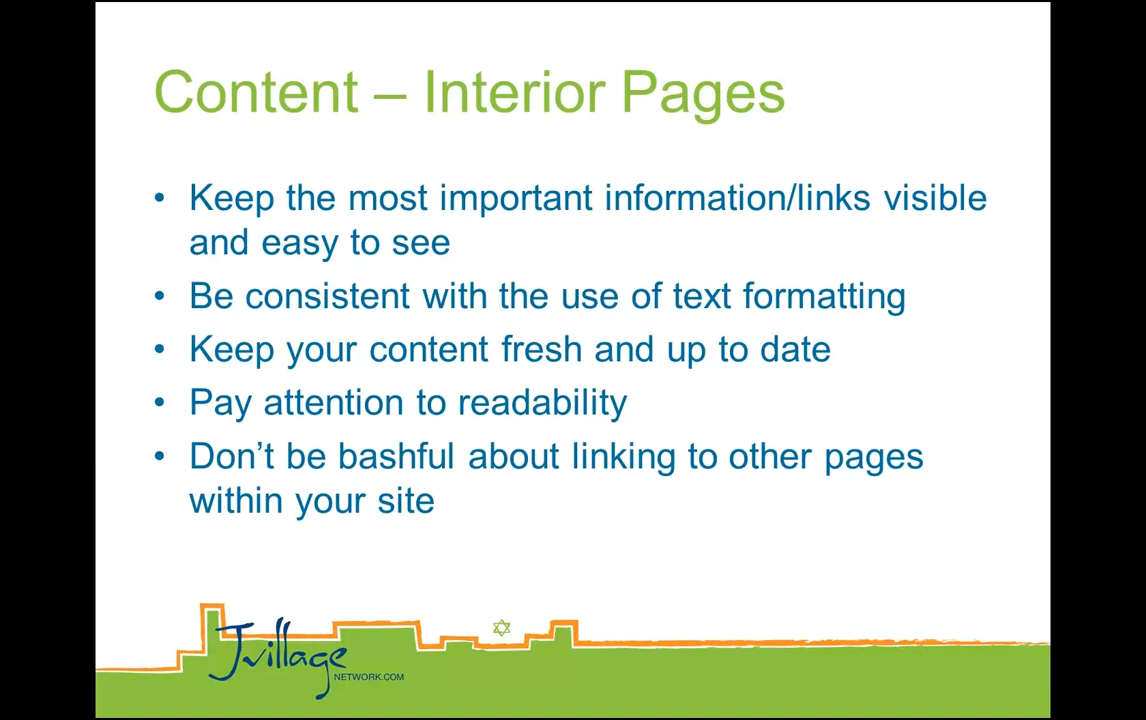 Content – Interior Pages
• Keep the most important information/links visible
and easy to see
• Be consistent with the use of text formatting
• Keep your content fresh and up to date
• Pay attention to readability
• Don’t be bashful about linking to other pages
within your site
Jvillage
NETWORK.COM